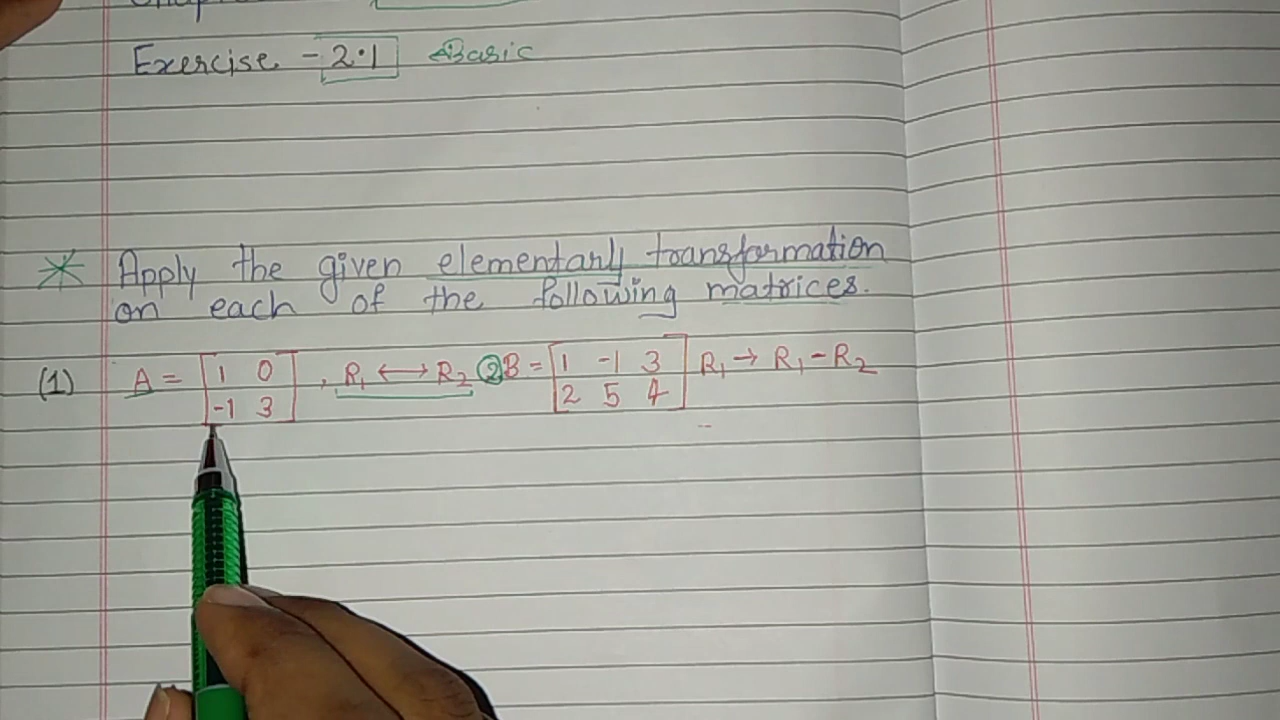 Exercise - 2.1 Basic
* Apply the given elementary transformation
on each of the following matrices.
(1) A = [1 0, R₁ ↔ R₂ ② B = [1 -1 3] R₁ → R₁ - R₂
-1 3] [2 5 4]